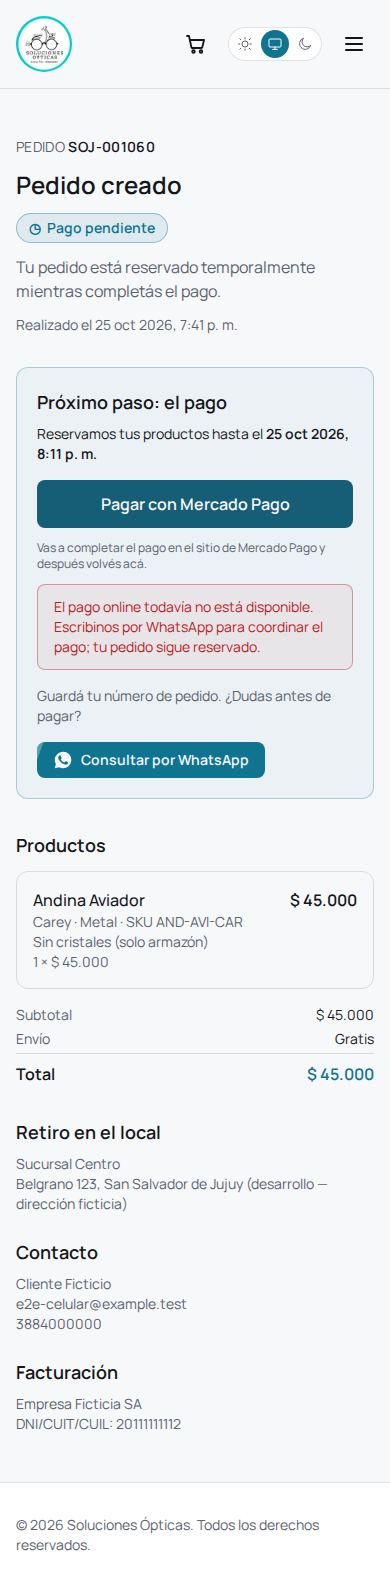 SOLUCIONES
ÓPTICAS
PEDIDO SOJ-001060
Pedido creado
Pago pendiente
Tu pedido está reservado temporalmente
mientras completás el pago.
Realizado el 25 oct 2026, 7:41 p. m.
Próximo paso: el pago
Reservamos tus productos hasta el 25 oct 2026,
8:11 p. m.
Pagar con Mercado Pago
Vas a completar el pago en el sitio de Mercado Pago y
después volvés acá.
El pago online todavía no está disponible.
Escribinos por WhatsApp para coordinar el
pago; tu pedido sigue reservado.
Guardá tu número de pedido. ¿Dudas antes de
pagar?
Consultar por WhatsApp
Productos
Andina Aviador $ 45.000
Carey · Metal · SKU AND-AVI-CAR
Sin cristales (solo armazón)
1 × $ 45.000
Subtotal $ 45.000
Envío Gratis
Total $ 45.000
Retiro en el local
Sucursal Centro
Belgrano 123, San Salvador de Jujuy (desarrollo —
dirección ficticia)
Contacto
Cliente Ficticio
e2e-celular@example.test
3884000000
Facturación
Empresa Ficticia SA
DNI/CUIT/CUIL: 20111111112
© 2026 Soluciones Ópticas. Todos los derechos
reservados.